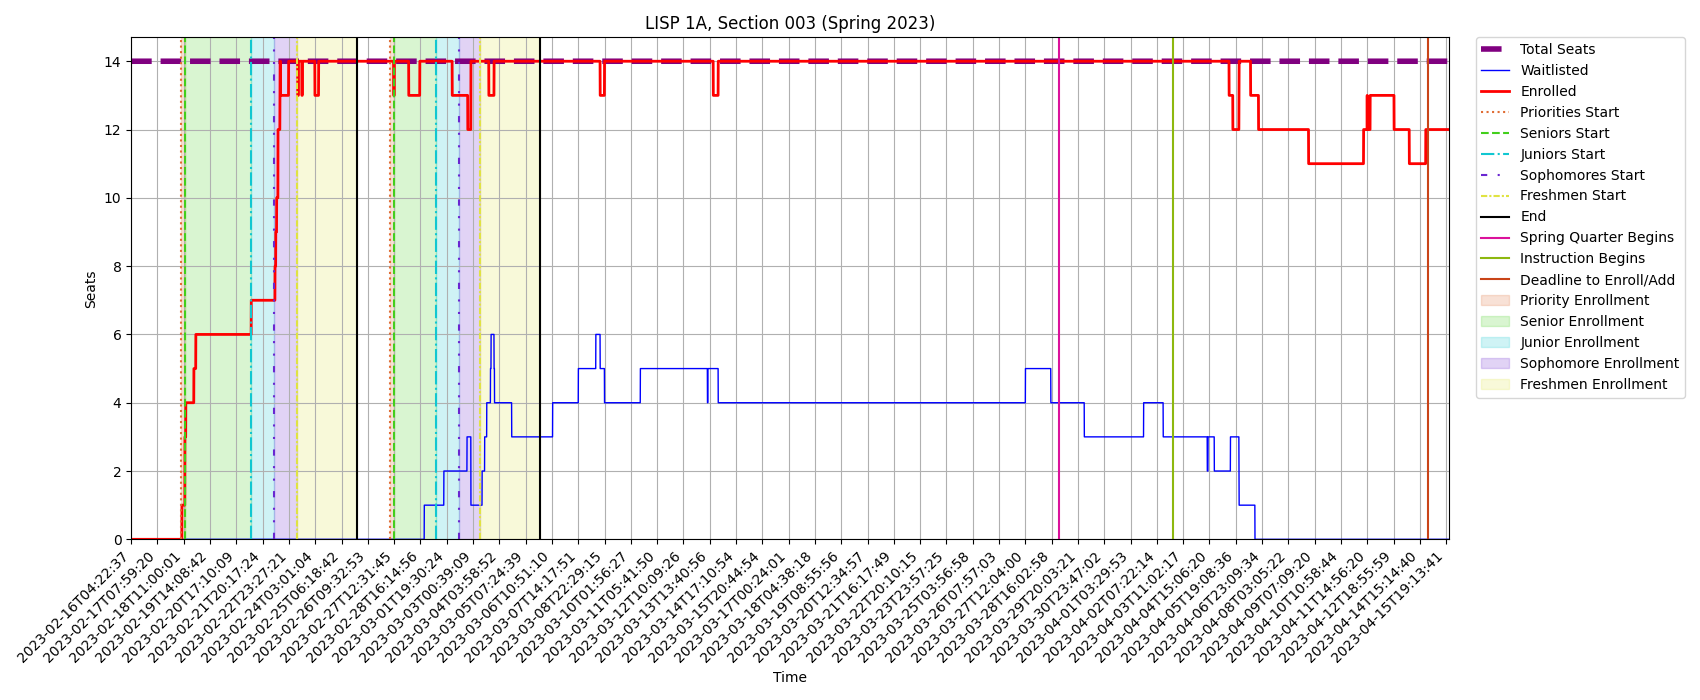 LISP 1A, Section 003 (Spring 2023)
Seats
14
12
10
8
6
4
2
0
2023-02-16T04:22:37
2023-02-17T07:59:20
2023-02-18T11:00:01
2023-02-19T14:08:42
2023-02-20T17:10:09
2023-02-21T20:17:24
2023-02-22T23:27:21
2023-02-24T03:01:04
2023-02-25T06:18:42
2023-02-26T09:32:53
2023-02-27T12:31:45
2023-02-28T16:14:56
2023-03-01T19:30:24
2023-03-03T00:39:09
2023-03-04T03:58:52
2023-03-05T07:24:39
2023-03-06T10:51:10
2023-03-07T14:17:51
2023-03-08T22:29:15
2023-03-10T01:56:27
2023-03-11T05:41:50
2023-03-12T10:09:26
2023-03-13T13:40:56
2023-03-14T17:10:54
2023-03-15T20:44:54
2023-03-17T00:24:01
2023-03-18T04:38:18
2023-03-19T08:55:56
2023-03-20T12:34:57
2023-03-21T16:17:49
2023-03-22T20:10:15
2023-03-23T23:57:25
2023-03-25T03:56:58
2023-03-26T07:57:03
2023-03-27T12:04:00
2023-03-28T16:02:58
2023-03-29T20:03:21
2023-03-30T23:47:02
2023-04-01T03:29:53
2023-04-02T07:22:14
2023-04-03T11:02:17
2023-04-04T15:06:20
2023-04-05T19:08:36
2023-04-06T23:09:34
2023-04-08T03:05:22
2023-04-09T07:09:20
2023-04-10T10:58:44
2023-04-11T14:56:20
2023-04-12T18:55:59
2023-04-14T15:14:40
2023-04-15T19:13:41
Time
Total Seats
Waitlisted
Enrolled
Priorities Start
Seniors Start
Juniors Start
Sophomores Start
Freshmen Start
End
Spring Quarter Begins
Instruction Begins
Deadline to Enroll/Add
Priority Enrollment
Senior Enrollment
Junior Enrollment
Sophomore Enrollment
Freshmen Enrollment